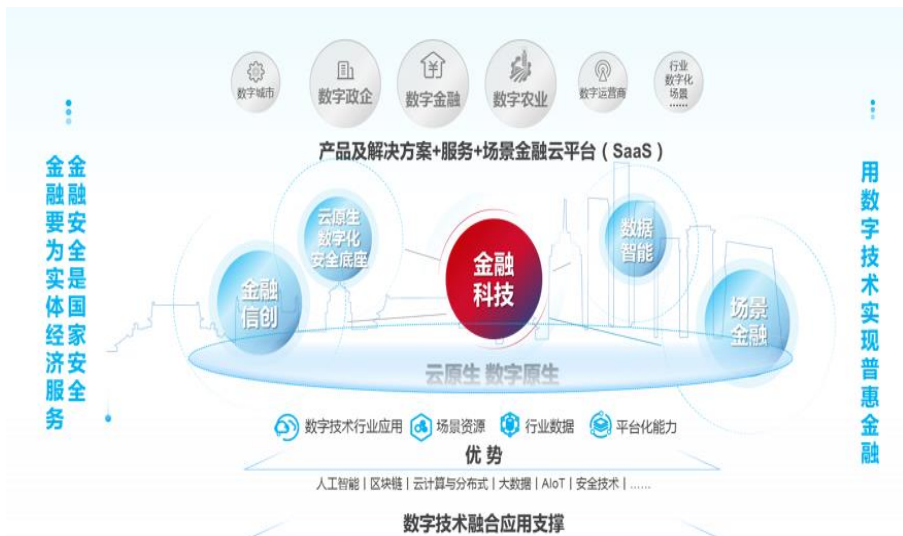 数字城市
数字政企
数字金融
数字农业
数字运营商
行业
数字化
场景
……
产品及解决方案+服务+场景金融云平台（SaaS）
金融安全是国家安全
金融要为实体经济服务
用数字技术实现普惠金融
金融
信创
云原生
数字化
安全底座
金融
科技
数据
智能
场景
金融
云原生 数字原生
数字技术行业应用 场景资源 行业数据 平台化能力
优 势
人工智能 | 区块链 | 云计算与分布式 | 大数据 | AIoT | 安全技术 | ……
数字技术融合应用支撑